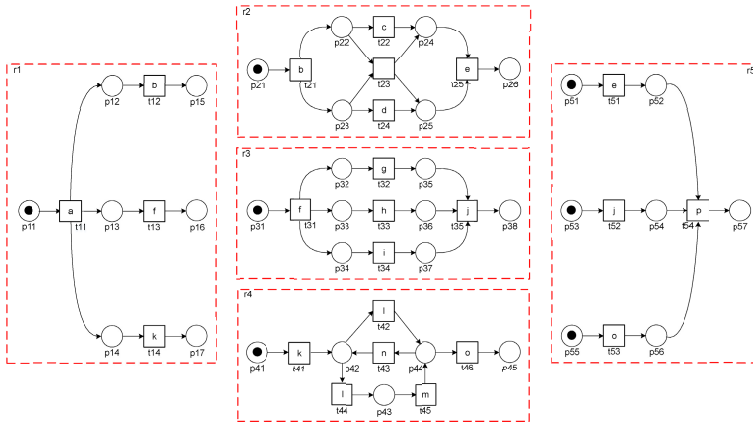 r1
b
p12
t12
p15
a
p11
t11
f
p13
t13
p16
k
p14
t14
p17
r2
c
p22
t22
p24
b
p21
t21
t23
e
t25
p26
d
p23
t24
p25
r3
g
p32
t32
p35
f
p31
t31
h
p33
t33
p36
j
t35
p38
i
p34
t34
p37
r4
l
t42
k
p41
t41
p42
n
t43
p44
o
t46
p45
l
t44
p43
m
t45
r5
e
p51
t51
p52
j
p53
t52
p54
p
t54
p57
o
p55
t53
p56